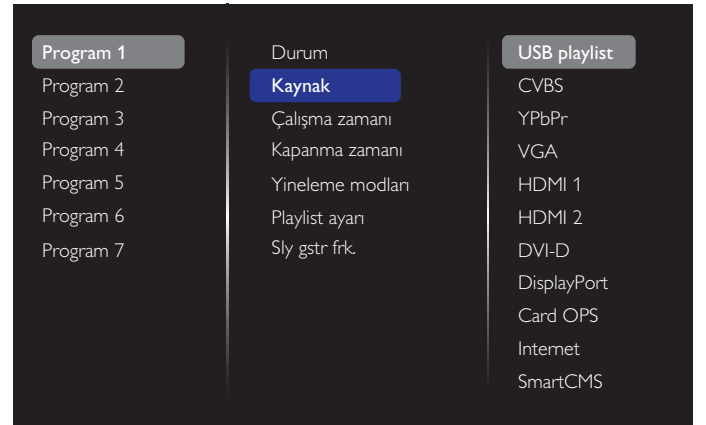 Program 1
Program 2
Program 3
Program 4
Program 5
Program 6
Program 7
Durum
Kaynak
Çalışma zamanı
Kapanma zamanı
Yineleme modları
Playlist ayarı
Sly gstr frk.
USB playlist
CVBS
YPbPr
VGA
HDMI 1
HDMI 2
DVI-D
DisplayPort
Card OPS
Internet
SmartCMS